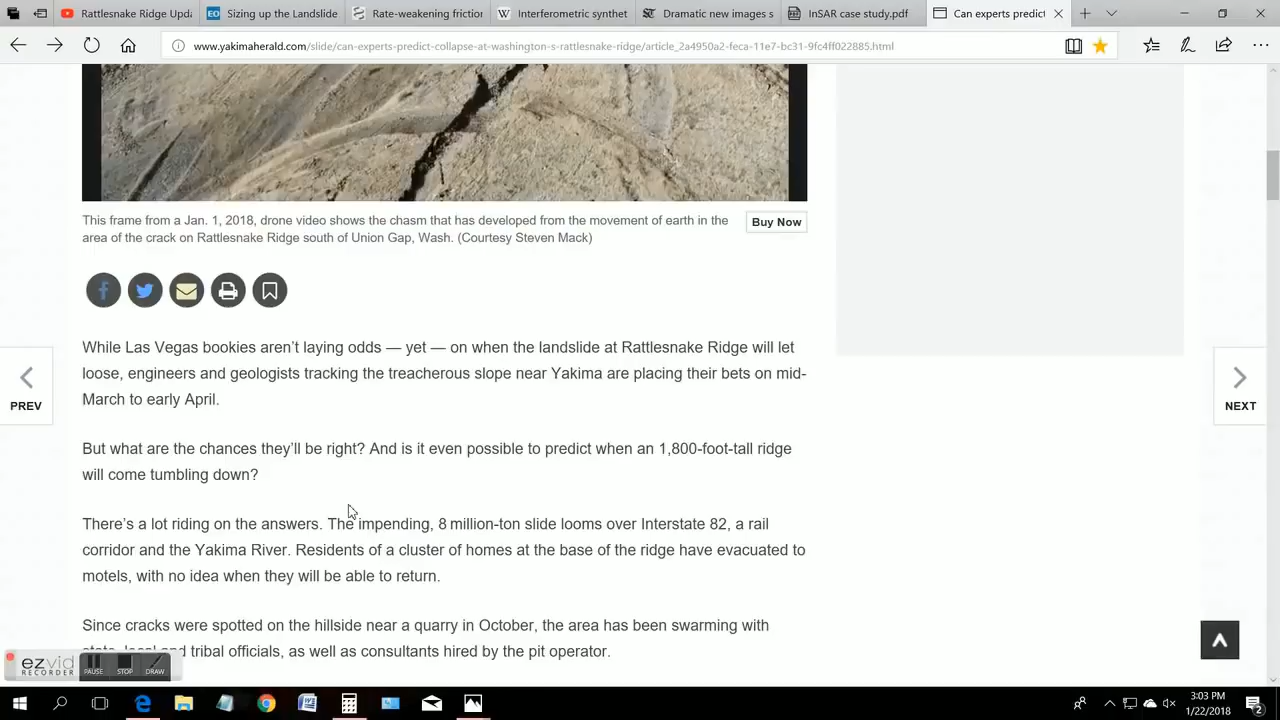 Rattlesnake Ridge Upda
Sizing up the Landslide
Rate-weakening friction
Interferometric synthet
Dramatic new images s
InSAR case study.pdf
Can experts predict
www.yakimaherald.com/slide/can-experts-predict-collapse-at-washington-s-rattlesnake-ridge/article_2a4950a2-feca-11e7-bc31-9fc4ff022885.html
This frame from a Jan. 1, 2018, drone video shows the chasm that has developed from the movement of earth in the
area of the crack on Rattlesnake Ridge south of Union Gap, Wash. (Courtesy Steven Mack)
Buy Now
While Las Vegas bookies aren’t laying odds — yet — on when the landslide at Rattlesnake Ridge will let
loose, engineers and geologists tracking the treacherous slope near Yakima are placing their bets on mid-
March to early April.
PREV
NEXT
But what are the chances they’ll be right? And is it even possible to predict when an 1,800-foot-tall ridge
will come tumbling down?
There’s a lot riding on the answers. The impending, 8 million-ton slide looms over Interstate 82, a rail
corridor and the Yakima River. Residents of a cluster of homes at the base of the ridge have evacuated to
motels, with no idea when they will be able to return.
Since cracks were spotted on the hillside near a quarry in October, the area has been swarming with
state, local and tribal officials, as well as consultants hired by the pit operator.
ezvid
RECORDER
PAUSE
STOP
DRAW
3:03 PM
1/22/2018
2